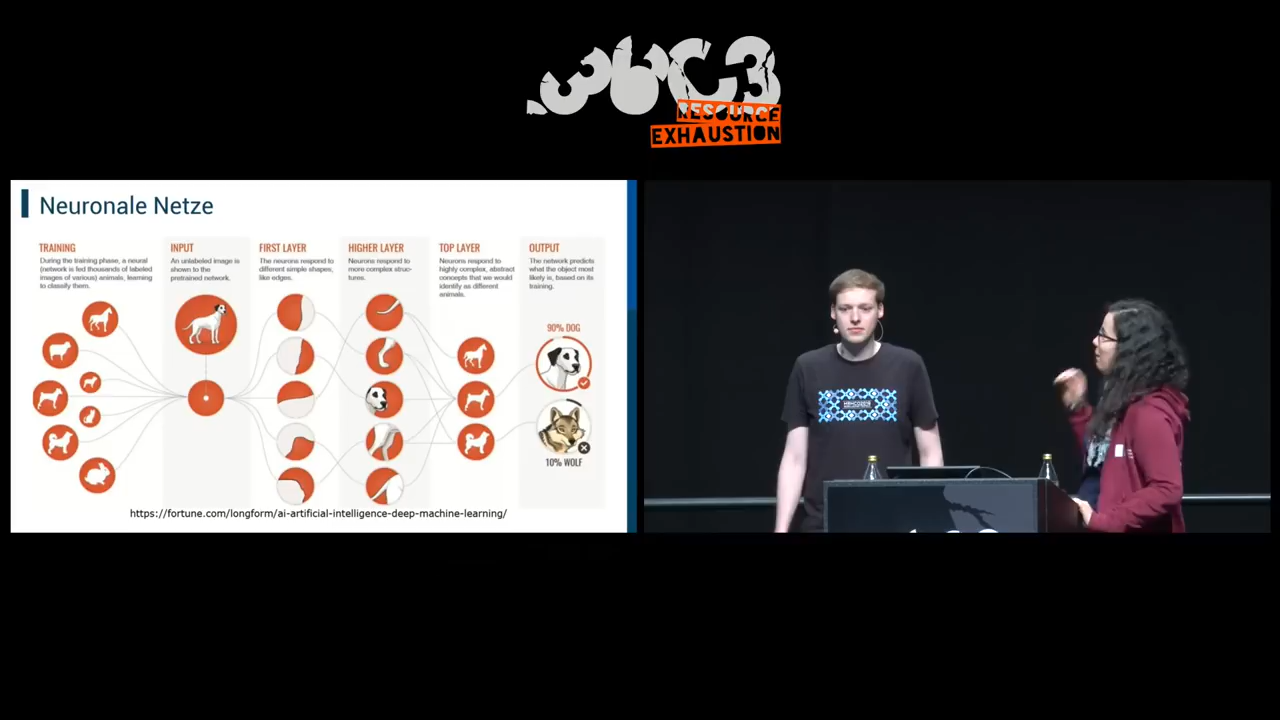 36C3
RESOURCE
EXHAUSTION
Neuronale Netze
TRAINING
During the training phase, a neural
(network is fed thousands of labeled
images of various) animals, learning
to classify them.
INPUT
An unlabeled image is
shown to the
pretrained network.
FIRST LAYER
The neurons respond to
different simple shapes,
like edges.
HIGHER LAYER
Neurons respond to
more complex struc-
tures.
TOP LAYER
Neurons respond to
highly complex, abstract
concepts that we would
identify as different
animals.
OUTPUT
The network predicts
what the object most
likely is, based on its
training.
90% DOG
10% WOLF
https://fortune.com/longform/ai-artificial-intelligence-deep-machine-learning/